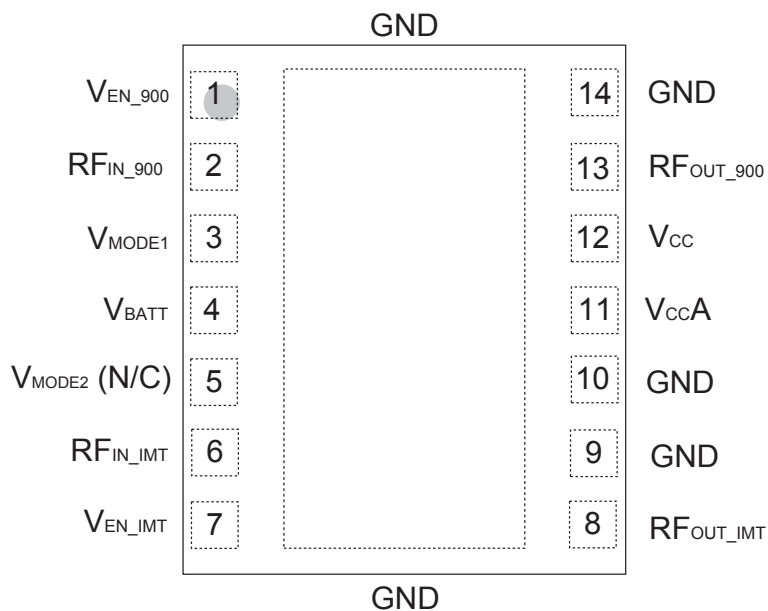 GND
VEN_900 1 14 GND
RFIN_900 2 13 RFOUT_900
VMODE1 3 12 VCC
VBATT 4 11 VCCA
VMODE2 (N/C) 5 10 GND
RFIN_IMT 6 9 GND
VEN_IMT 7 8 RFOUT_IMT
GND